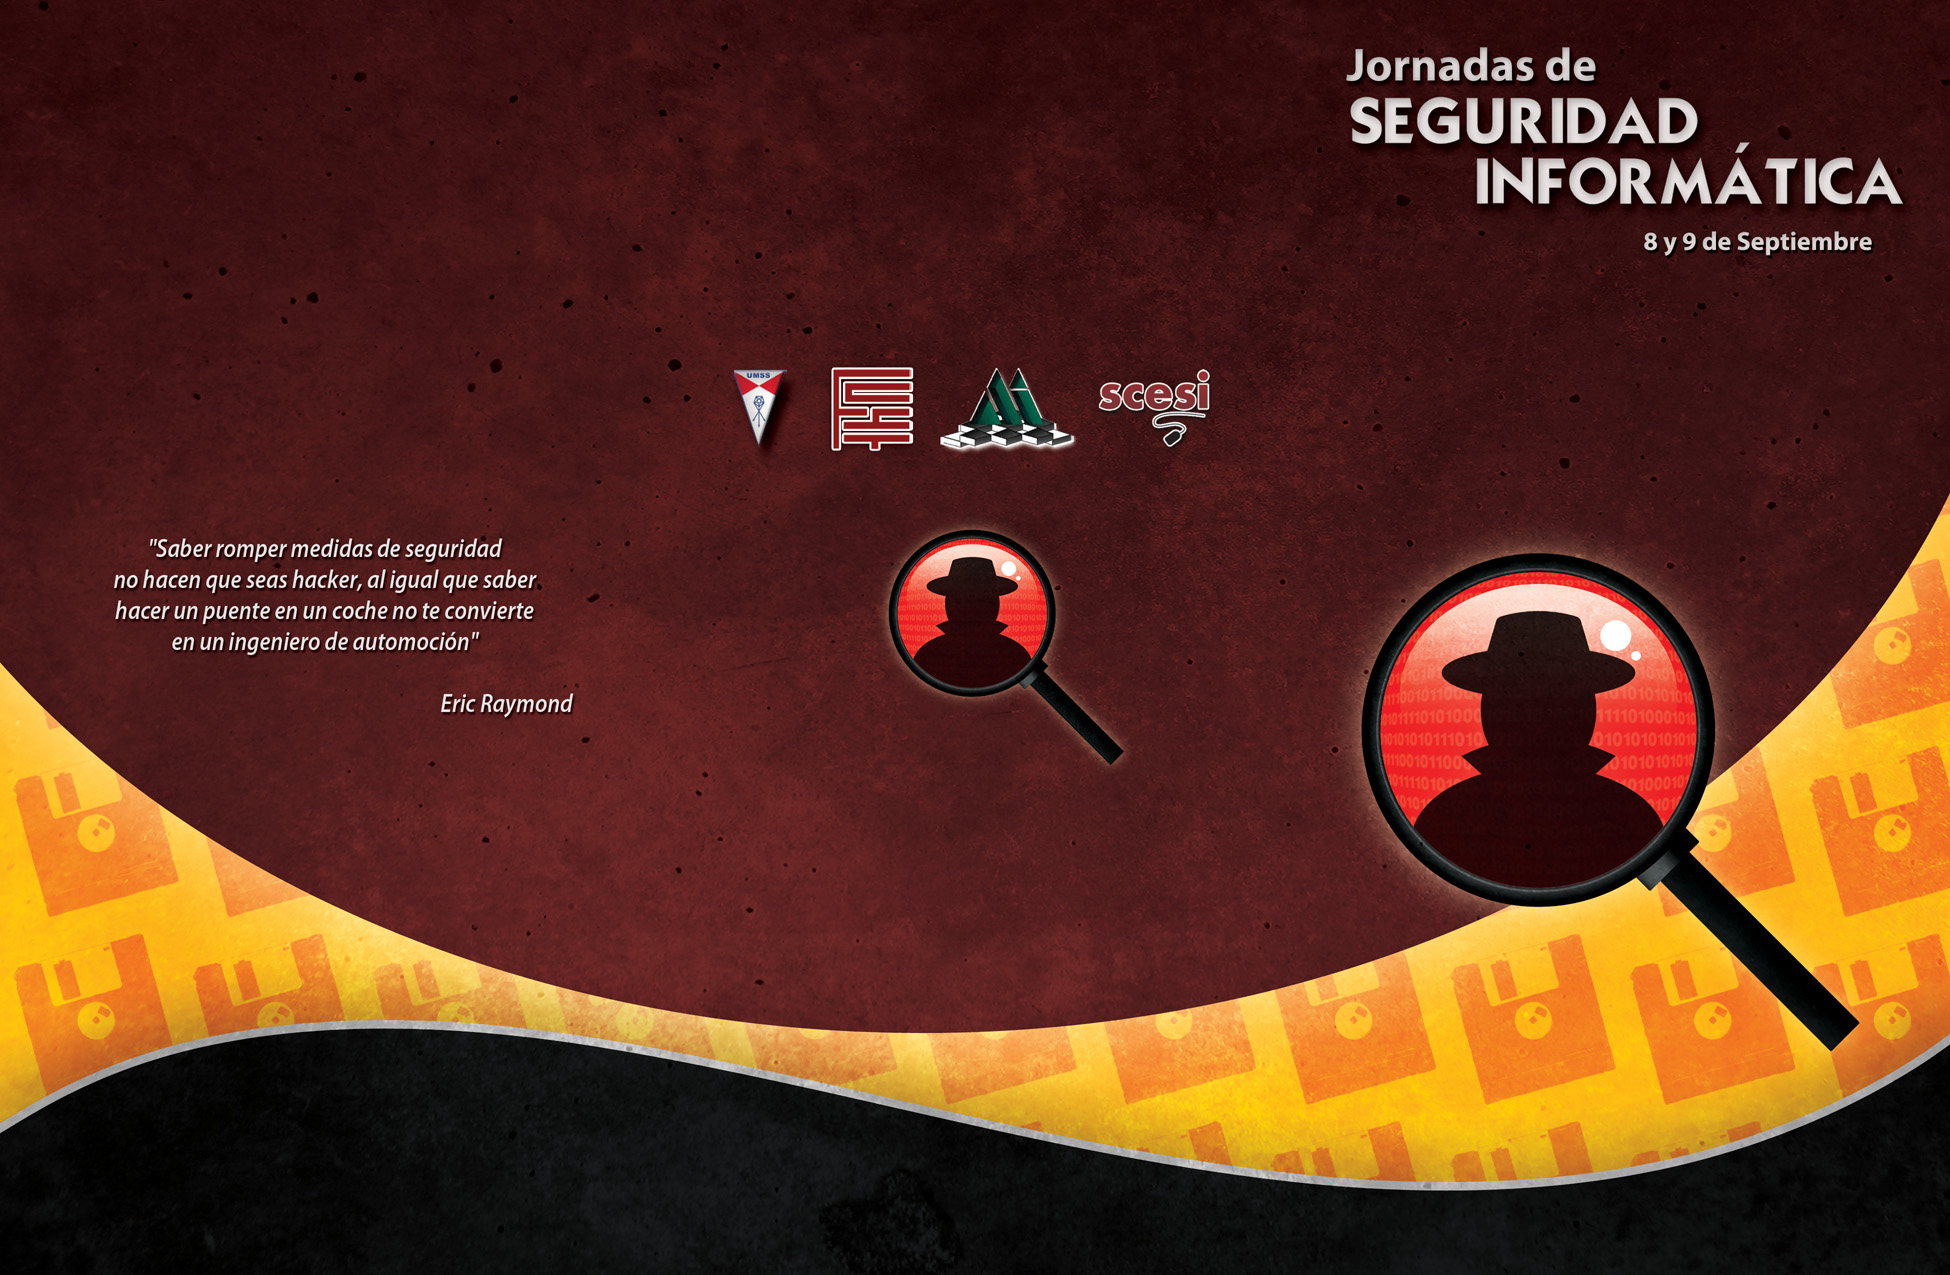 Jornadas de
SEGURIDAD
INFORMÁTICA
8 y 9 de Septiembre
UMSS
scesi
"Saber romper medidas de seguridad
no hacen que seas hacker, al igual que saber
hacer un puente en un coche no te convierte
en un ingeniero de automoción"
Eric Raymond